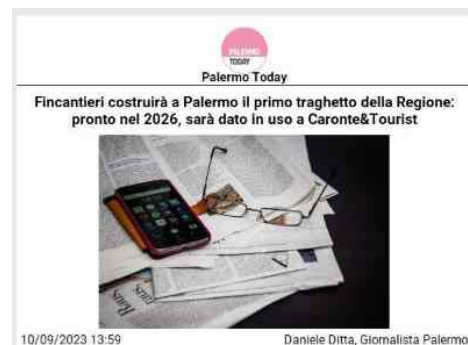 PALERMO
TODAY
Palermo Today
Fincantieri costruirà a Palermo il primo traghetto della Regione:
pronto nel 2026, sarà dato in uso a Caronte&Tourist
10/09/2023 13:59
Daniele Ditta, Giornalista Palermo